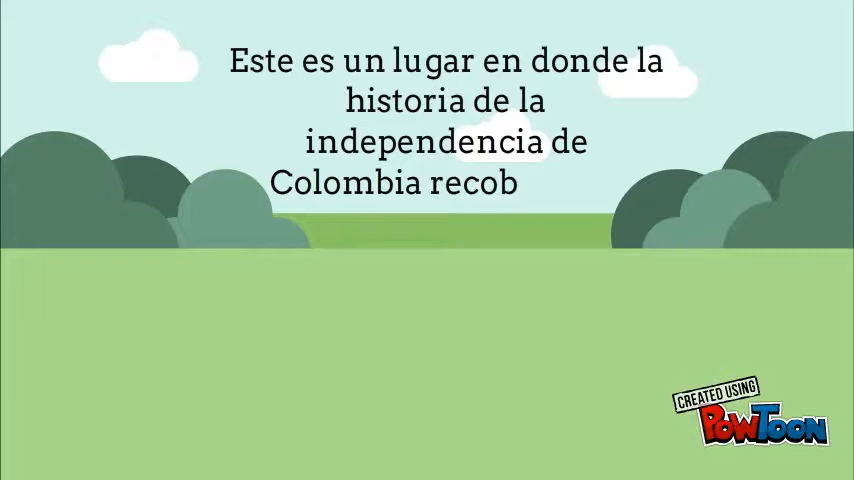 Este es un lugar en donde la
historia de la
independencia de
Colombia recob
CREATED USING
POWTOON